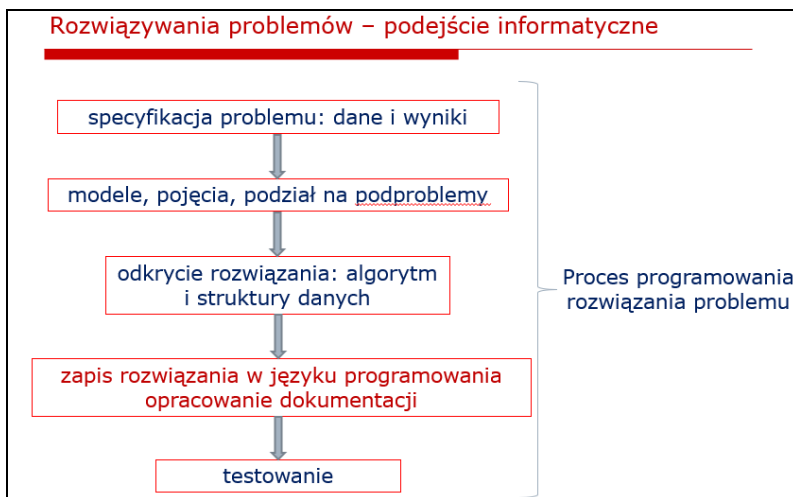 Rozwiązywania problemów – podejście informatyczne
specyfikacja problemu: dane i wyniki
modele, pojęcia, podział na podproblemy
odkrycie rozwiązania: algorytm
i struktury danych
zapis rozwiązania w języku programowania
opracowanie dokumentacji
testowanie
Proces programowania
rozwiązania problemu